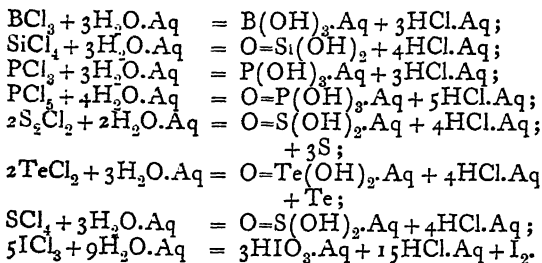 BCl₃ + 3H₂O.Aq = B(OH)₃.Aq + 3HCl.Aq;
SiCl₄ + 3H₂O.Aq = O=Si(OH)₂ + 4HCl.Aq;
PCl₃ + 3H₂O.Aq = P(OH)₃.Aq + 3HCl.Aq;
PCl₅ + 4H₂O.Aq = O=P(OH)₃.Aq + 5HCl.Aq;
2S₂Cl₂ + 2H₂O.Aq = O=S(OH)₂.Aq + 4HCl.Aq;
+ 3S;
2TeCl₂ + 3H₂O.Aq = O=Te(OH)₂.Aq + 4HCl.Aq
+ Te;
SCl₄ + 3H₂O.Aq = O=S(OH)₂.Aq + 4HCl.Aq;
5ICl₃ + 9H₂O.Aq = 3HIO₃.Aq + 15HCl.Aq + I₂.